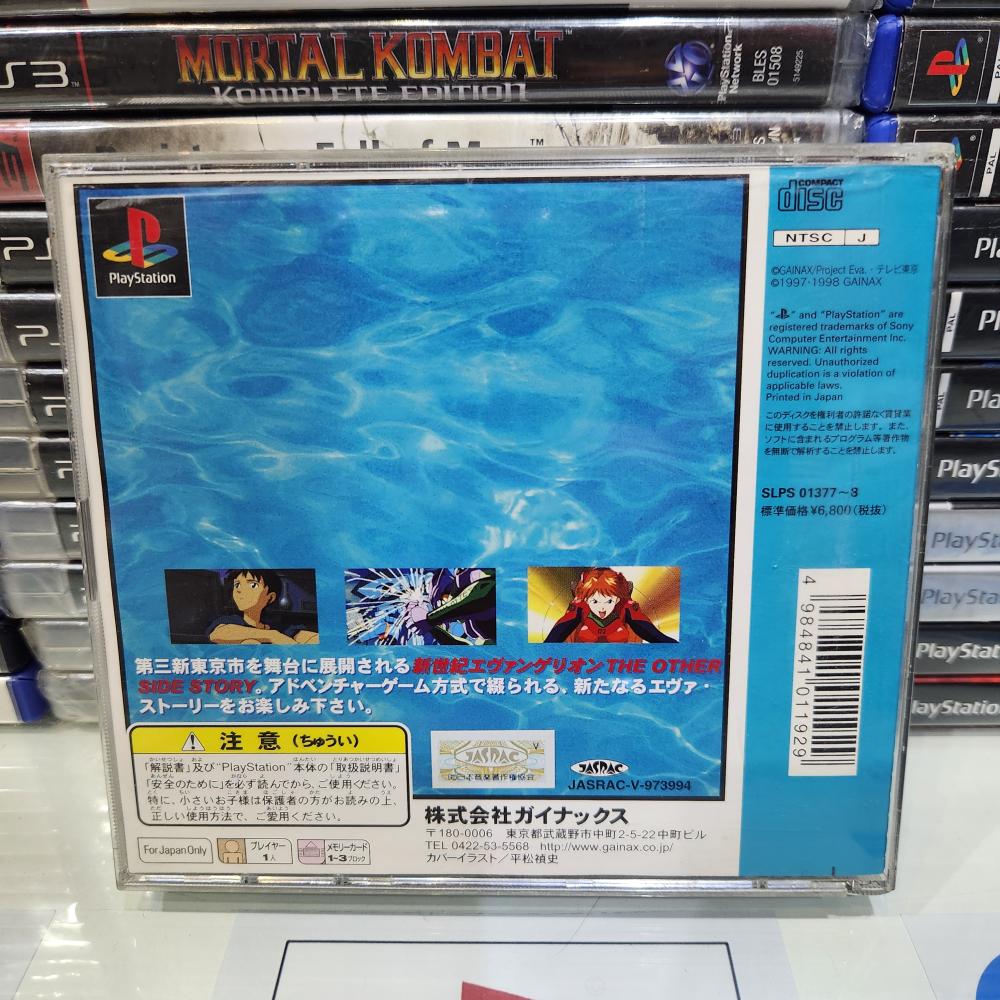 PS3
MORTAL KOMBAT™
KOMPLETE EDITION
PlayStation Network
BLES 01508
5149225
PlayStation
COMPACT disc
NTSC J
©GAINAX/Project Eva.・テレビ東京
©1997・1998 GAINAX
"PS" and "PlayStation" are
registered trademarks of Sony
Computer Entertainment Inc.
WARNING: All rights
reserved. Unauthorized
duplication is a violation of
applicable laws.
Printed in Japan
このディスクを権利者の許諾なく賃貸業
に使用することを禁止します。また、
ソフトに含まれるプログラム等著作物
を無断で解析することを禁止します。
SLPS 01377〜8
標準価格¥6,800(税抜)
4 984841 011929
第三新東京市を舞台に展開される新世紀エヴァンゲリオン THE OTHER
SIDE STORY。アドベンチャーゲーム方式で綴られる、新たなるエヴァ・
ストーリーをお楽しみ下さい。
⚠ 注意(ちゅうい)
「解説書」及び"PlayStation"本体の「取扱説明書」
「安全のために」を必ず読んでから、ご使用ください。
特に、小さいお子様は保護者の方がお読みの上、
正しい使用方法で、ご愛用ください。
JASRAC
V
JASRAC
JASRAC-V-973994
株式会社ガイナックス
〒180-0006 東京都武蔵野市中町2-5-22中町ビル
TEL 0422-53-5568 http://www.gainax.co.jp/
カバーイラスト/平松禎史
For Japan Only
プレイヤー
1人
メモリーカード
1〜3ブロック
PAL
PAL
PAL
PlayS
PlaySta
PlayStati
PlayStati
PlayStation